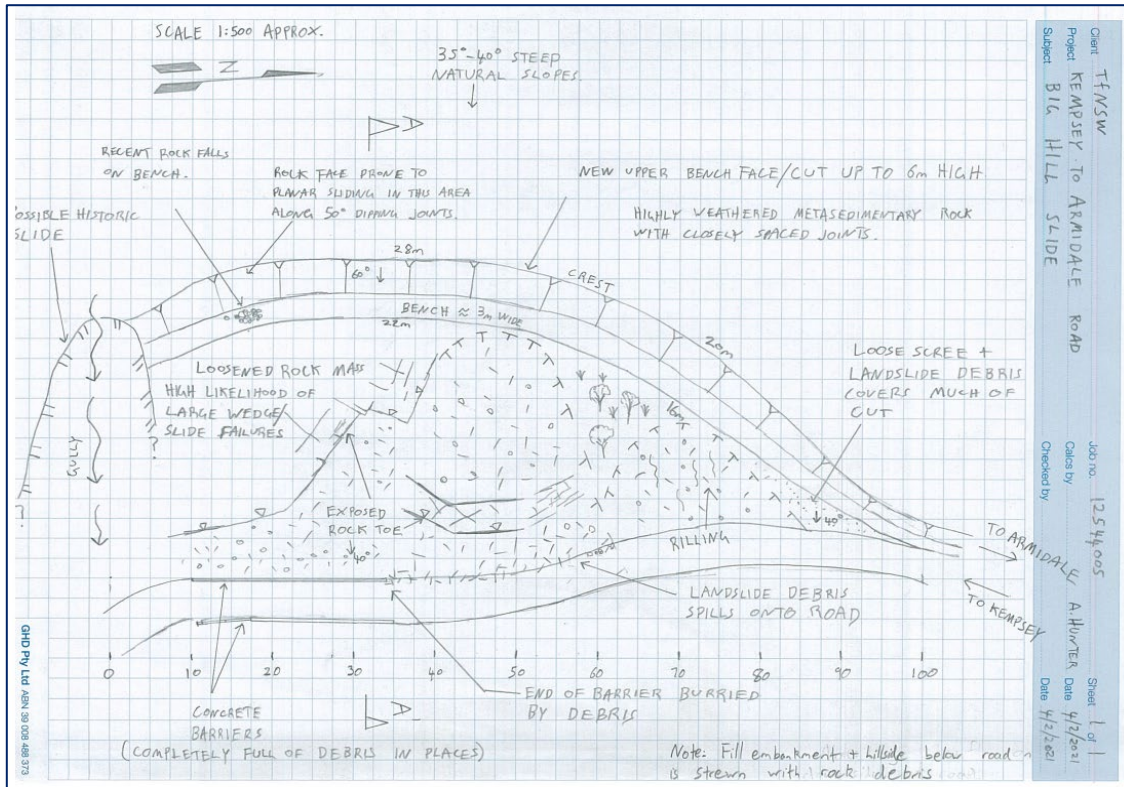 SCALE 1:500 APPROX.
N
35°-40° STEEP
NATURAL SLOPES
A
RECENT ROCK FALLS
ON BENCH.
ROCK FACE PRONE TO
PLANAR SLIDING IN THIS AREA
ALONG 50° DIPPING JOINTS.
NEW UPPER BENCH FACE/CUT UP TO 6m HIGH
HIGHLY WEATHERED METASEDIMENTARY ROCK
WITH CLOSELY SPACED JOINTS.
OSSIBLE HISTORIC
SLIDE
28m
60°
CREST
BENCH ≈ 3m WIDE
22m
20m
16m
LOOSENED ROCK MASS
HIGH LIKELIHOOD OF
LARGE WEDGE/
SLIDE FAILURES
LOOSE SCREE +
LANDSLIDE DEBRIS
COVERS MUCH OF
CUT
GULLY
?
?
EXPOSED
ROCK TOE
40°
40°
RILLING
TO ARMIDALE
TO KEMPSEY
LANDSLIDE DEBRIS
SPILLS ONTO ROAD
0 10 20 30 40 50 60 70 80 90 100
CONCRETE
BARRIERS
(COMPLETELY FULL OF DEBRIS IN PLACES)
A
END OF BARRIER BURRIED
BY DEBRIS
Note: Fill embankment + hillside below road
is strewn with rock debris
Client TfNSW
Project KEMPSEY TO ARMIDALE ROAD
Subject BIG HILL SLIDE
Job no. 12544005
Calcs by A.HUNTER Date 4/2/2021
Checked by Date 4/2/2021
Sheet 1 of 1
GHD Pty Ltd ABN 39 008 488 373